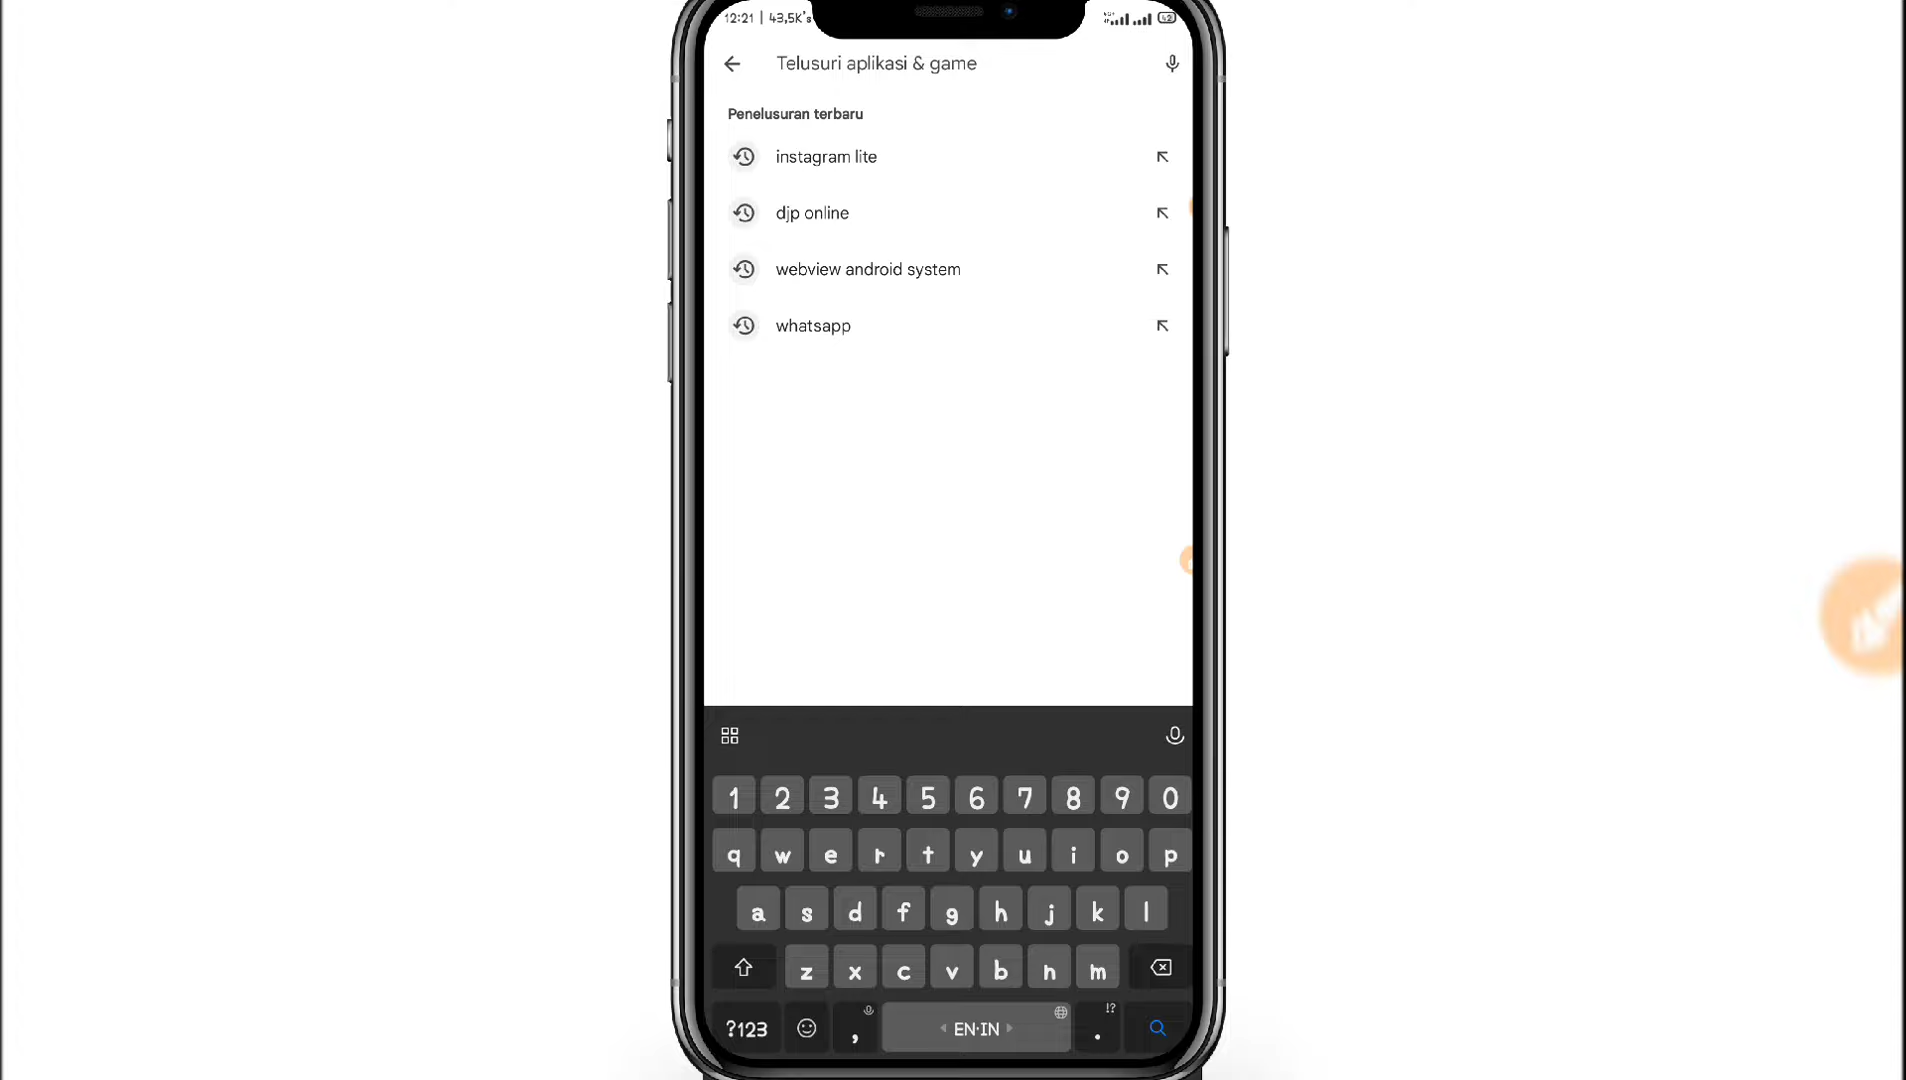 12:21 | 43,5K's 42
Telusuri aplikasi & game
Penelusuran terbaru
instagram lite
djp online
webview android system
whatsapp
1 2 3 4 5 6 7 8 9 0
q w e r t y u i o p
a s d f g h j k l
z x c v b n m
!?
?123 , EN·IN .